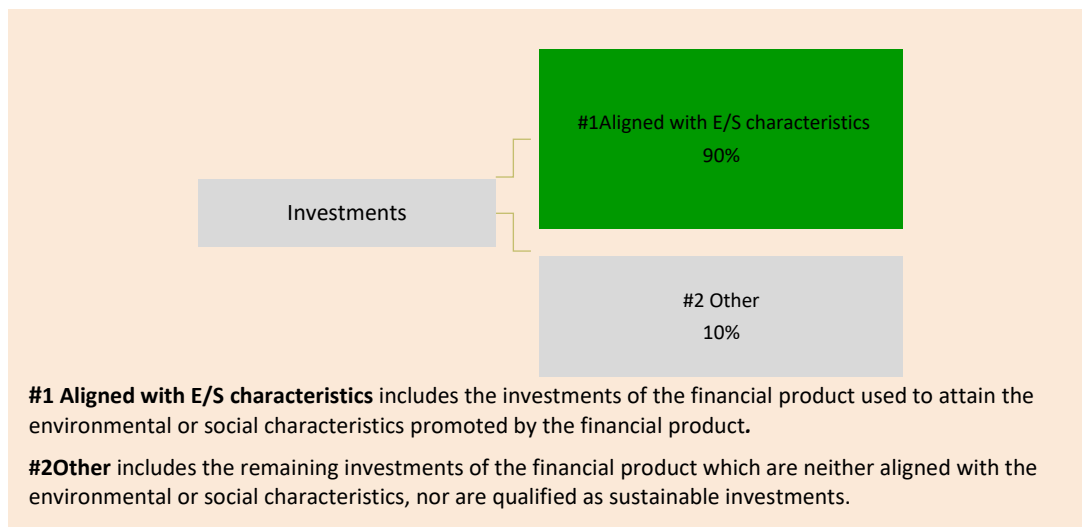 #1Aligned with E/S characteristics
90%
Investments
#2 Other
10%
#1 Aligned with E/S characteristics includes the investments of the financial product used to attain the
environmental or social characteristics promoted by the financial product.
#2Other includes the remaining investments of the financial product which are neither aligned with the
environmental or social characteristics, nor are qualified as sustainable investments.